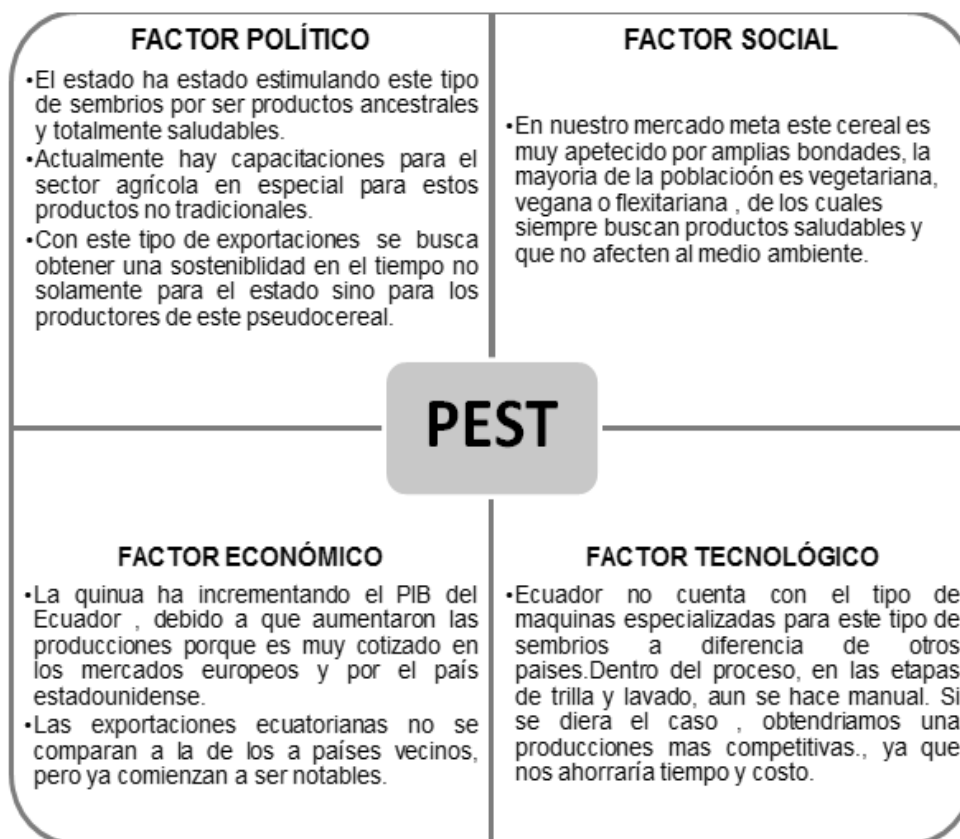 FACTOR POLÍTICO
•El estado ha estado estimulando este tipo
de sembrios por ser productos ancestrales
y totalmente saludables.
•Actualmente hay capacitaciones para el
sector agrícola en especial para estos
productos no tradicionales.
•Con este tipo de exportaciones se busca
obtener una sosteniblidad en el tiempo no
solamente para el estado sino para los
productores de este pseudocereal.
FACTOR SOCIAL
•En nuestro mercado meta este cereal es
muy apetecido por amplias bondades, la
mayoria de la poblacioón es vegetariana,
vegana o flexitariana , de los cuales
siempre buscan productos saludables y
que no afecten al medio ambiente.
PEST
FACTOR ECONÓMICO
•La quinua ha incrementando el PIB del
Ecuador , debido a que aumentaron las
producciones porque es muy cotizado en
los mercados europeos y por el país
estadounidense.
•Las exportaciones ecuatorianas no se
comparan a la de los a países vecinos,
pero ya comienzan a ser notables.
FACTOR TECNOLÓGICO
•Ecuador no cuenta con el tipo de
maquinas especializadas para este tipo de
sembrios a diferencia de otros
paises.Dentro del proceso, en las etapas
de trilla y lavado, aun se hace manual. Si
se diera el caso , obtendriamos una
producciones mas competitivas., ya que
nos ahorraría tiempo y costo.